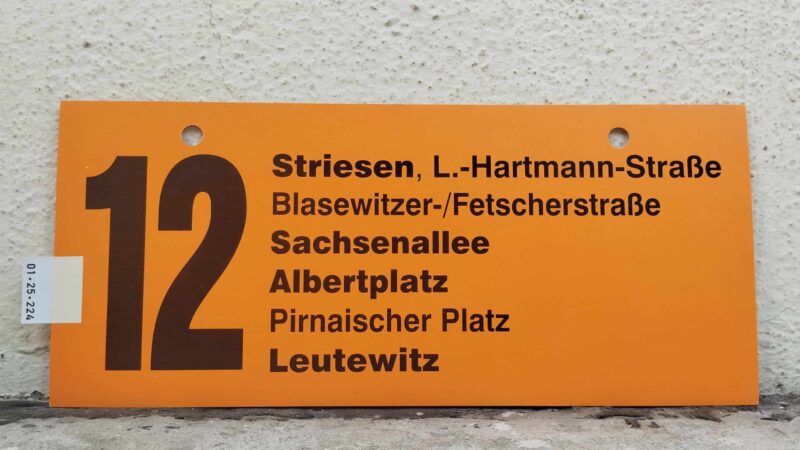 12
Striesen, L.-Hartmann-Straße
Blasewitzer-/Fetscherstraße
Sachsenallee
Albertplatz
Pirnaischer Platz
Leutewitz
01·25·224